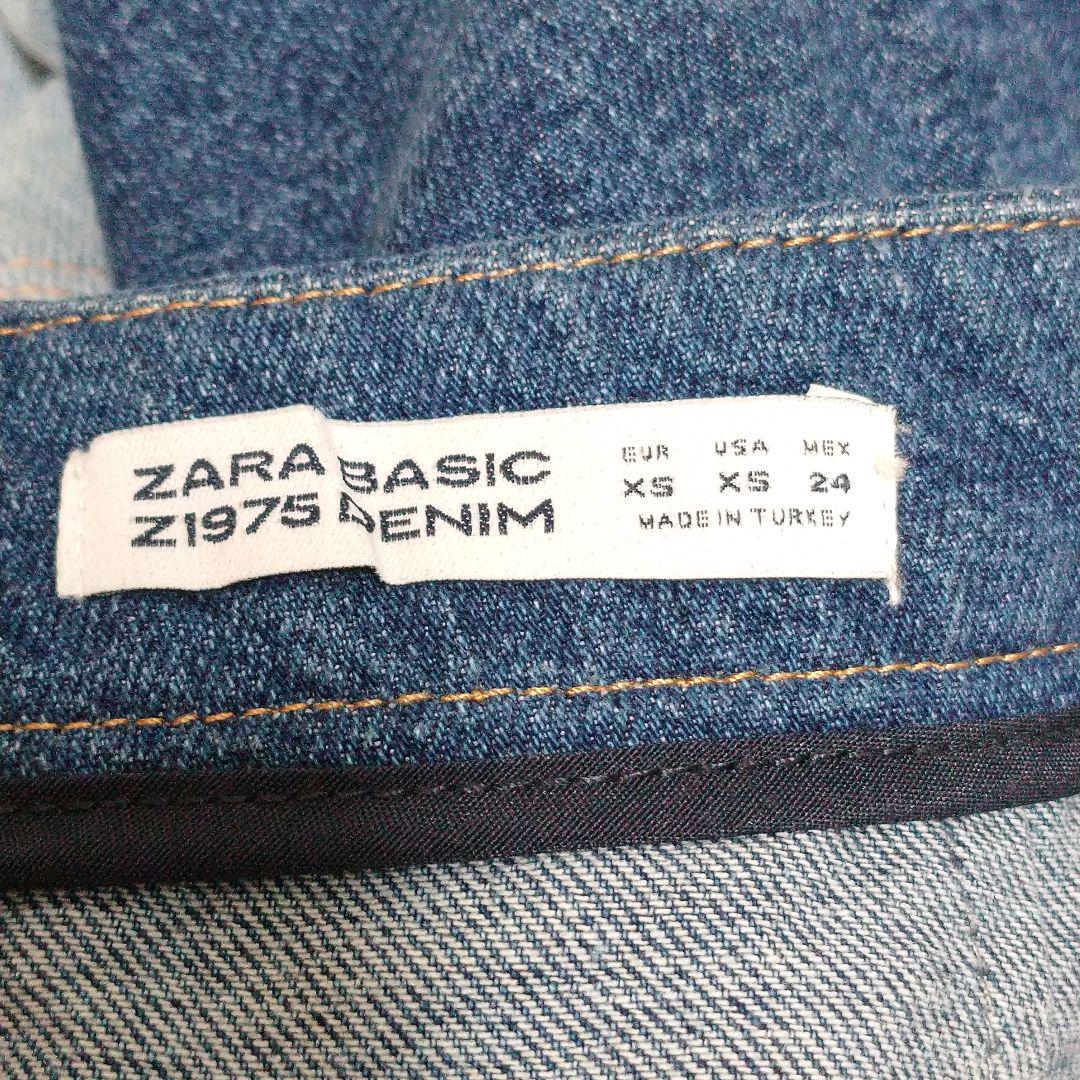 ZARA BASIC
Z1975 DENIM
EUR USA MEX
XS XS 24
MADE IN TURKEY